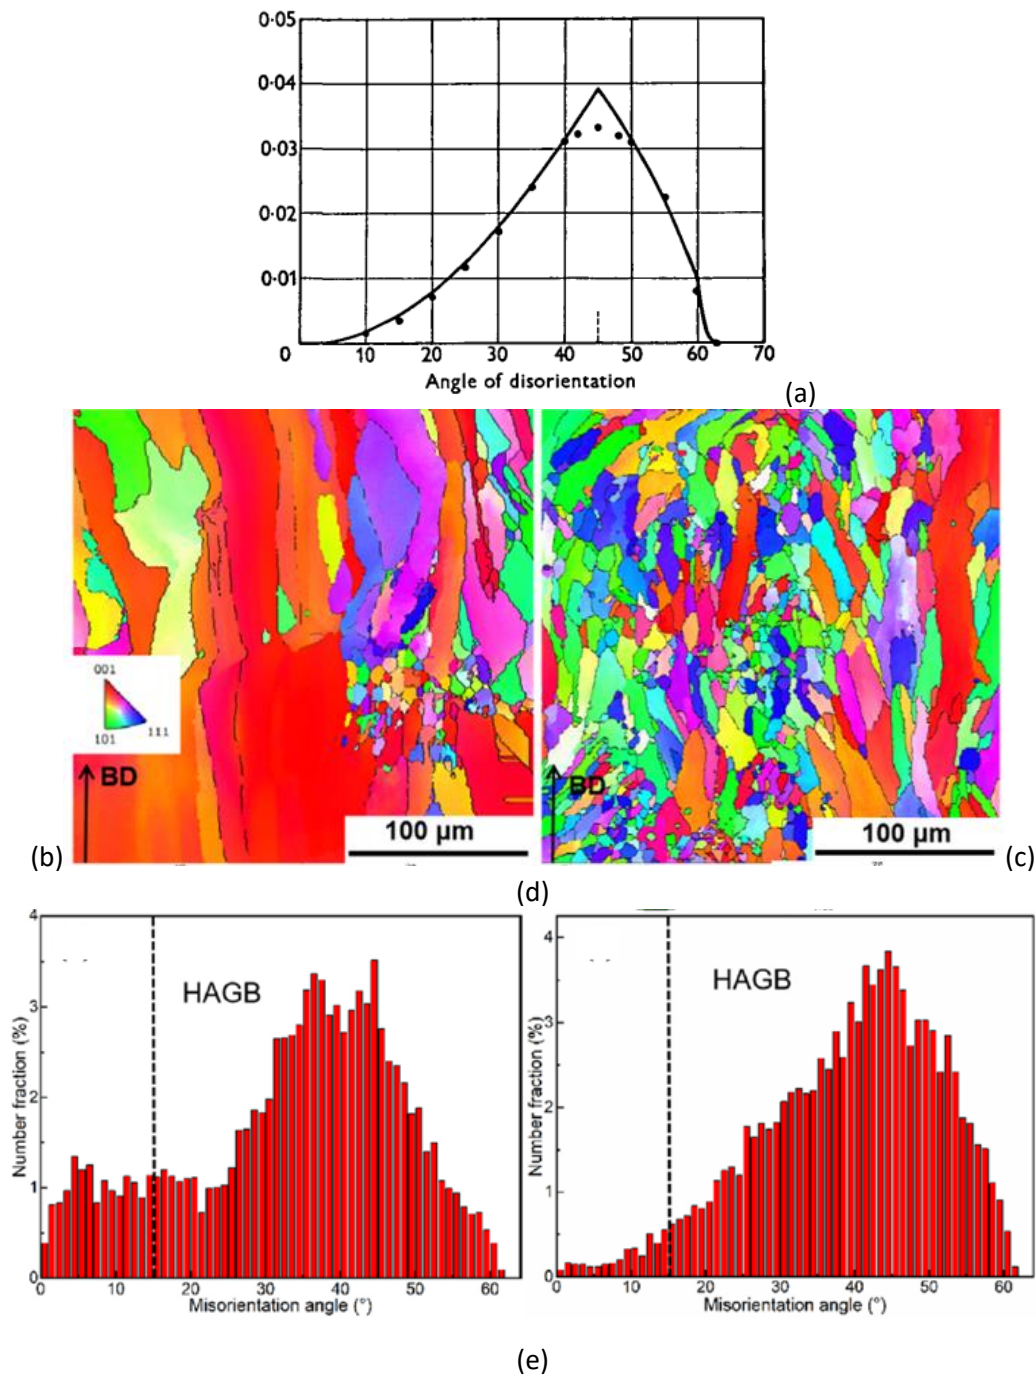 0·05
0·04
0·03
0·02
0·01
0 10 20 30 40 50 60 70
Angle of disorientation
(a)
001
101 111
BD
100 µm
(b)
BD
100 µm
(c)
(d)
4
3
2
1
0
Number fraction (%)
HAGB
0 10 20 30 40 50 60
Misorientation angle (°)
4
3
2
1
0
Number fraction (%)
HAGB
0 10 20 30 40 50 60
Misorientation angle (°)
(e)